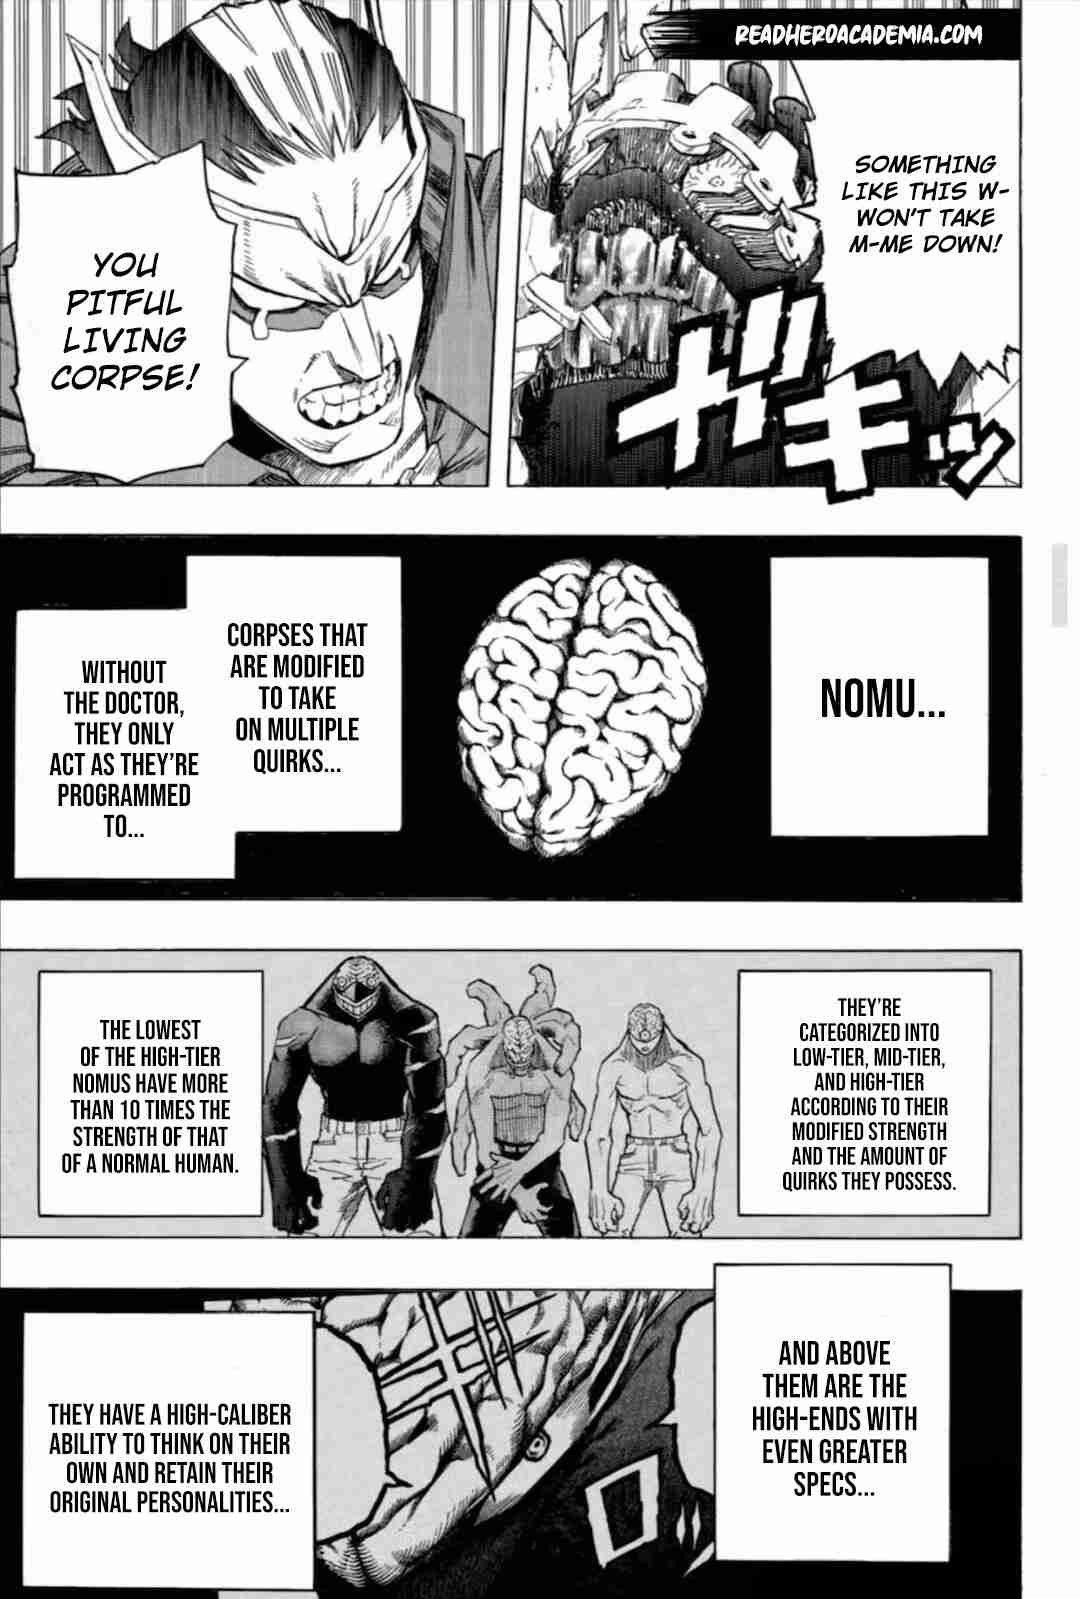 READHEROACADEMIA.COM
SOMETHING
LIKE THIS W-
WON'T TAKE
M-ME DOWN!
ガキッ
YOU
PITFUL
LIVING
CORPSE!
NOMU...
CORPSES THAT
ARE MODIFIED
TO TAKE
ON MULTIPLE
QUIRKS...
WITHOUT
THE DOCTOR,
THEY ONLY
ACT AS THEY'RE
PROGRAMMED
TO...
THEY'RE
CATEGORIZED INTO
LOW-TIER, MID-TIER,
AND HIGH-TIER
ACCORDING TO THEIR
MODIFIED STRENGTH
AND THE AMOUNT OF
QUIRKS THEY POSSESS.
THE LOWEST
OF THE HIGH-TIER
NOMUS HAVE MORE
THAN 10 TIMES THE
STRENGTH OF THAT
OF A NORMAL HUMAN.
AND ABOVE
THEM ARE THE
HIGH-ENDS WITH
EVEN GREATER
SPECS...
THEY HAVE A HIGH-CALIBER
ABILITY TO THINK ON THEIR
OWN AND RETAIN THEIR
ORIGINAL PERSONALITIES...